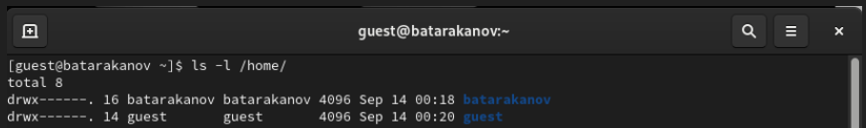 guest@batarakanov:~
[guest@batarakanov ~]$ ls -l /home/
total 8
drwx------. 16 batarakanov batarakanov 4096 Sep 14 00:18 batarakanov
drwx------. 14 guest       guest       4096 Sep 14 00:20 guest